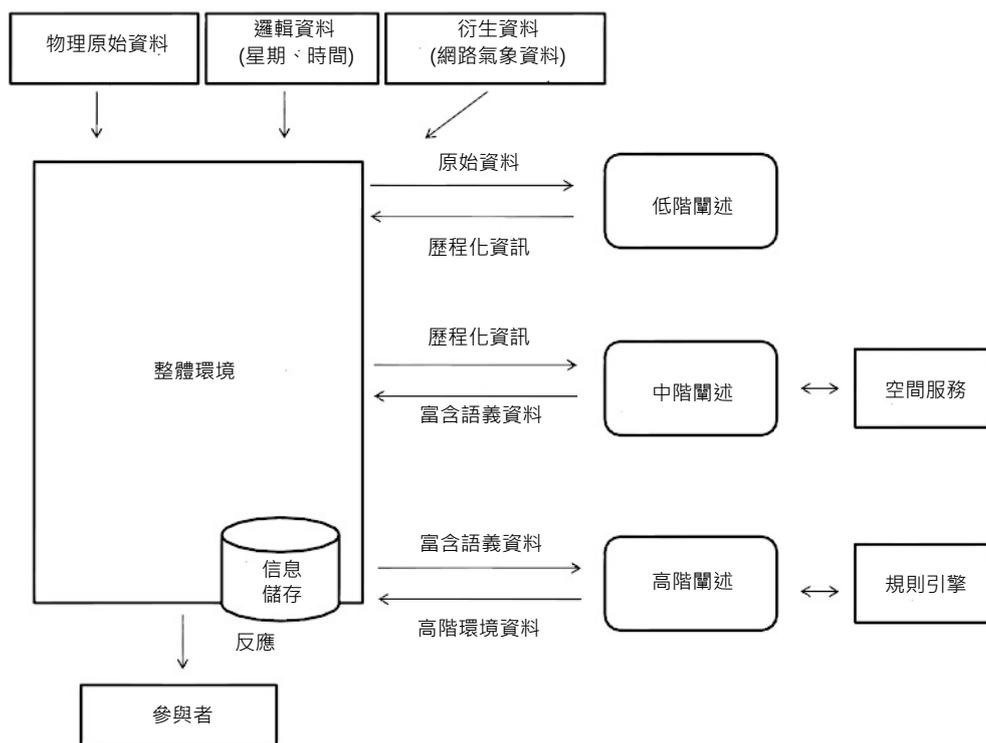 物理原始資料
邏輯資料
(星期、時間)
衍生資料
(網路氣象資料)
原始資料
低階闡述
歷程化資訊
歷程化資訊
整體環境
中階闡述
空間服務
富含語義資料
富含語義資料
信息
儲存
高階闡述
規則引擎
高階環境資料
反應
參與者